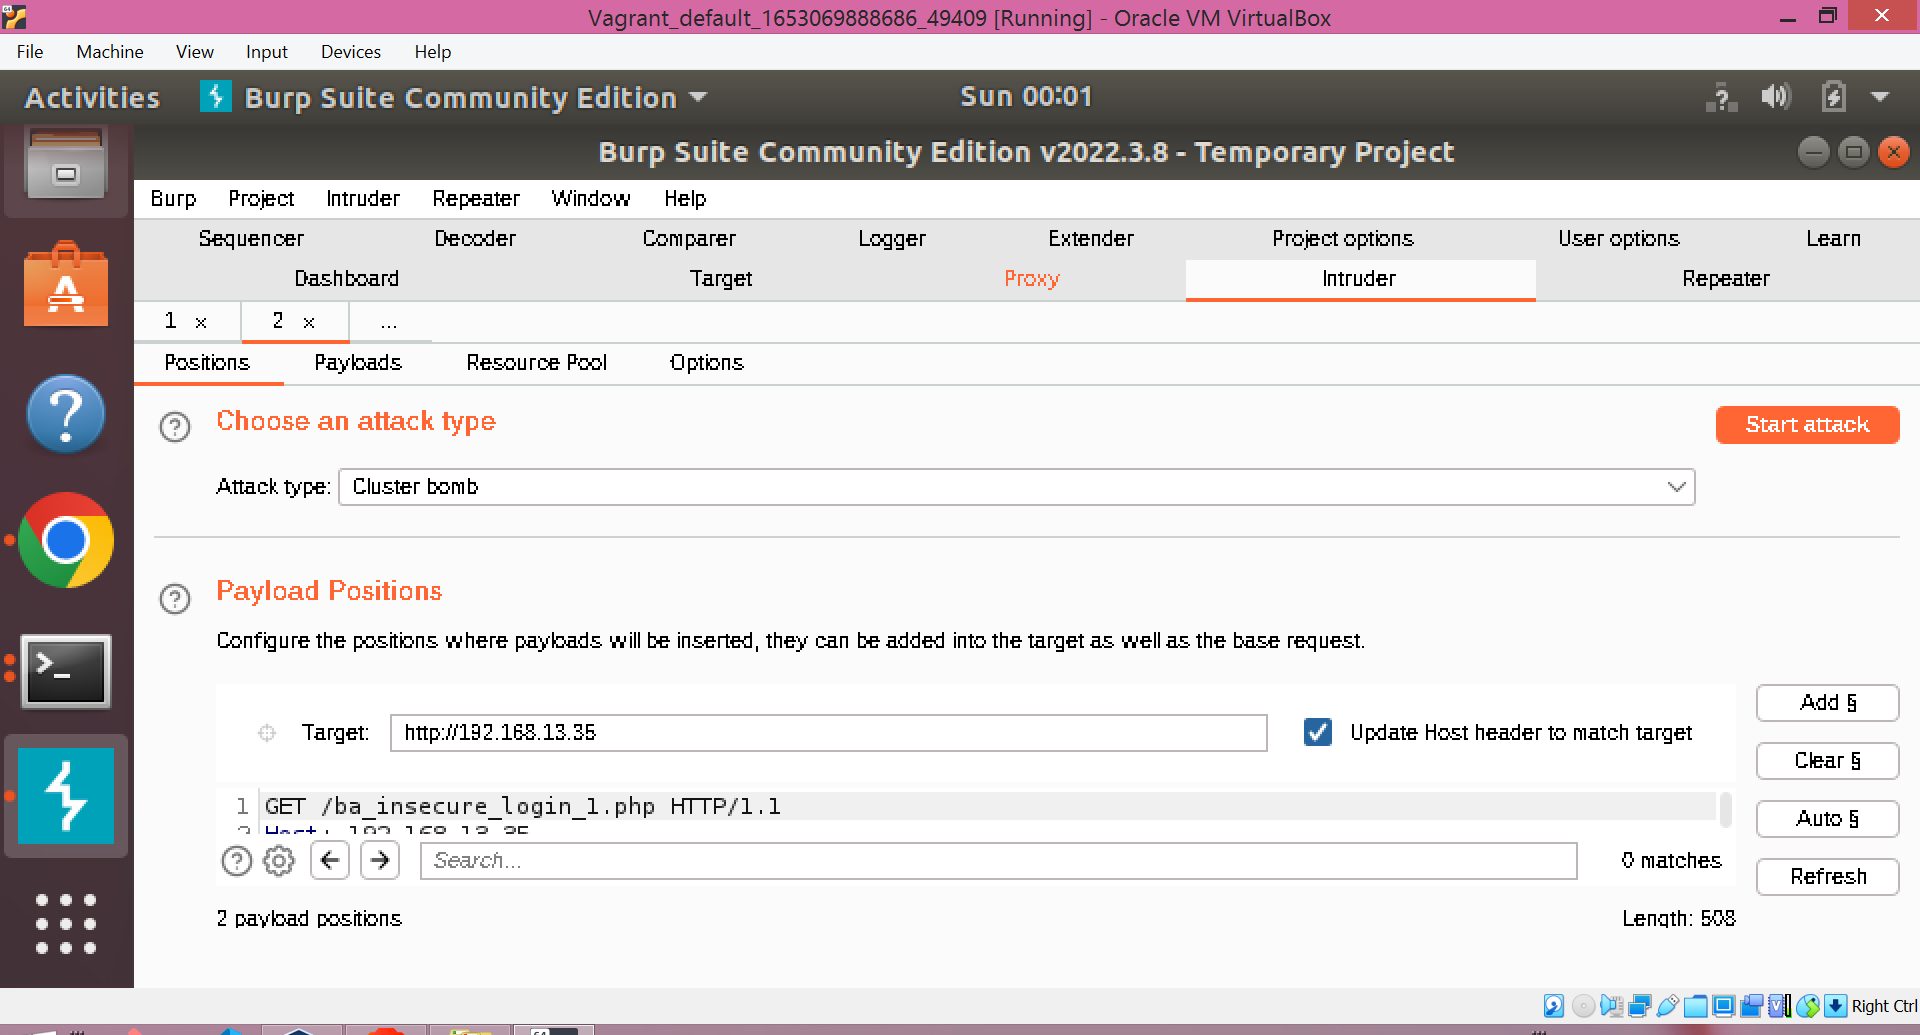 Vagrant_default_1653069888686_49409 [Running] - Oracle VM VirtualBox
File Machine View Input Devices Help
Activities Burp Suite Community Edition Sun 00:01
Burp Suite Community Edition v2022.3.8 - Temporary Project
Burp Project Intruder Repeater Window Help
Sequencer Decoder Comparer Logger Extender Project options User options Learn
Dashboard Target Proxy Intruder Repeater
1 x 2 x ...
Positions Payloads Resource Pool Options
? Choose an attack type Start attack
Attack type: Cluster bomb
? Payload Positions
Configure the positions where payloads will be inserted, they can be added into the target as well as the base request.
Add §
Target: http://192.168.13.35 Update Host header to match target
Clear §
1 GET /ba_insecure_login_1.php HTTP/1.1
Auto §
2 Host: 192.168.13.35
? Search... 0 matches
Refresh
2 payload positions Length: 508
Right Ctrl